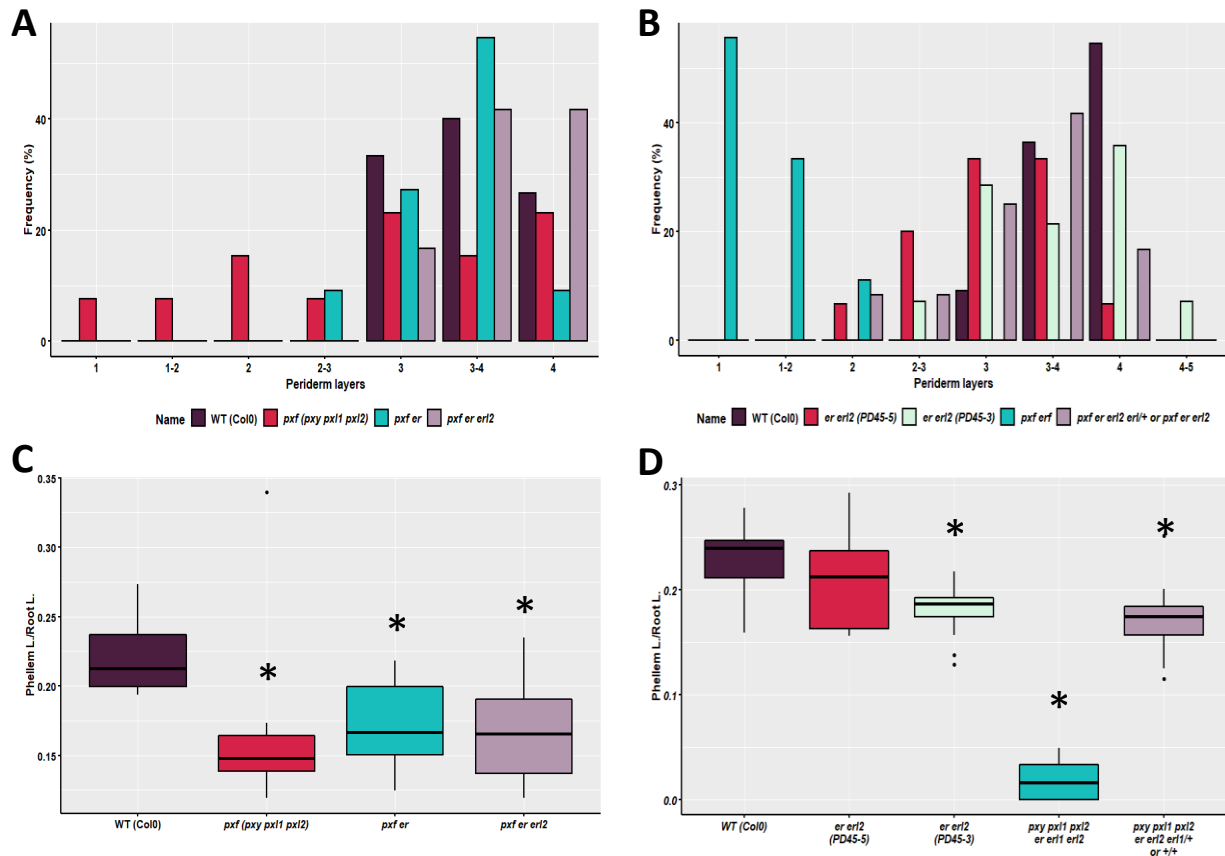 A
Frequency (%)
40
20
0
1 1-2 2 2-3 3 3-4 4
Periderm layers
Name WT (Col0) pxf (pxy pxl1 pxl2) pxf er pxf er erl2
B
Frequency (%)
40
20
0
1 1-2 2 2-3 3 3-4 4 4-5
Periderm layers
Name WT (Col0) er erl2 (PD45-5) er erl2 (PD45-3) pxf erf pxf er erl2 erl/+ or pxf er erl2
C
Phellem L./Root L.
0.35
0.30
0.25
0.20
0.15
*
*
*
WT (Col0) pxf (pxy pxl1 pxl2) pxf er pxf er erl2
D
Phellem L./Root L.
0.3
0.2
0.1
0.0
*
*
*
WT (Col0) er erl2 er erl2 pxy pxl1 pxl2 pxy pxl1 pxl2
(PD45-5) (PD45-3) er erl1 erl2 er erl2 erl1/+
or +/+